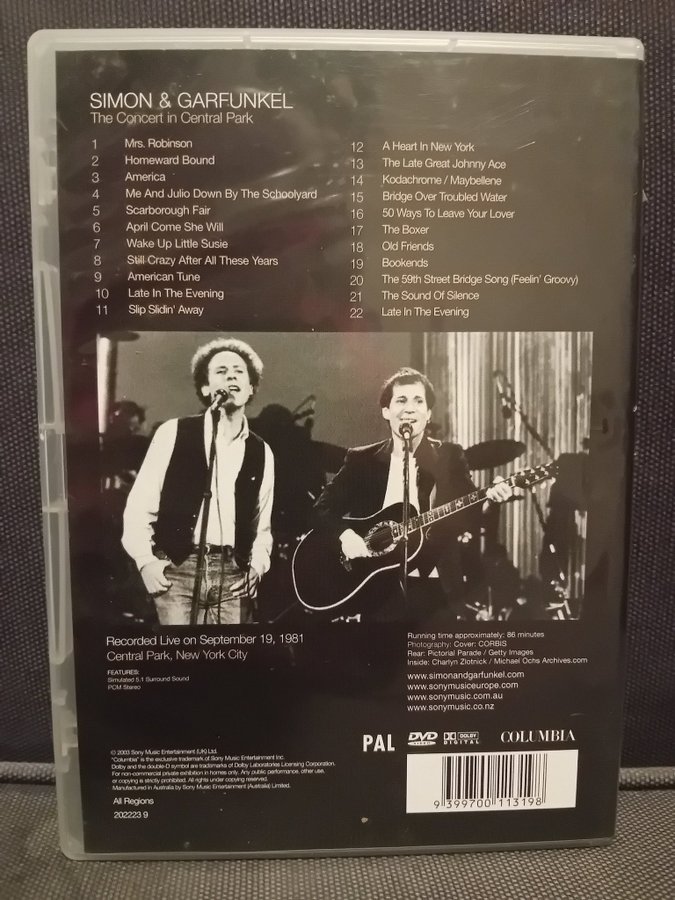 SIMON & GARFUNKEL
The Concert in Central Park
1 Mrs. Robinson
2 Homeward Bound
3 America
4 Me And Julio Down By The Schoolyard
5 Scarborough Fair
6 April Come She Will
7 Wake Up Little Susie
8 Still Crazy After All These Years
9 American Tune
10 Late In The Evening
11 Slip Slidin' Away
12 A Heart In New York
13 The Late Great Johnny Ace
14 Kodachrome / Maybellene
15 Bridge Over Troubled Water
16 50 Ways To Leave Your Lover
17 The Boxer
18 Old Friends
19 Bookends
20 The 59th Street Bridge Song (Feelin' Groovy)
21 The Sound Of Silence
22 Late In The Evening
Recorded Live on September 19, 1981
Central Park, New York City
FEATURES:
Simulated 5.1 Surround Sound
PCM Stereo
Running time approximately: 86 minutes
Photography: Cover: CORBIS
Rear: Pictorial Parade / Getty Images
Inside: Charlyn Zlotnick / Michael Ochs Archives.com
www.simonandgarfunkel.com
www.sonymusiceurope.com
www.sonymusic.com.au
www.sonymusic.co.nz
PAL DVD VIDEO DOLBY DIGITAL COLUMBIA
© 2003 Sony Music Entertainment (UK) Ltd.
"Columbia" is the exclusive trademark of Sony Music Entertainment Inc.
Dolby and the double-D symbol are trademarks of Dolby Laboratories Licensing Corporation.
For non-commercial private exhibition in homes only. Any public performance, other use,
or copying is strictly prohibited. All rights under copyring reserved.
Manufactured in Australia by Sony Music Entertainment (Australia) Limited.
All Regions
202223 9
9 399700 113198